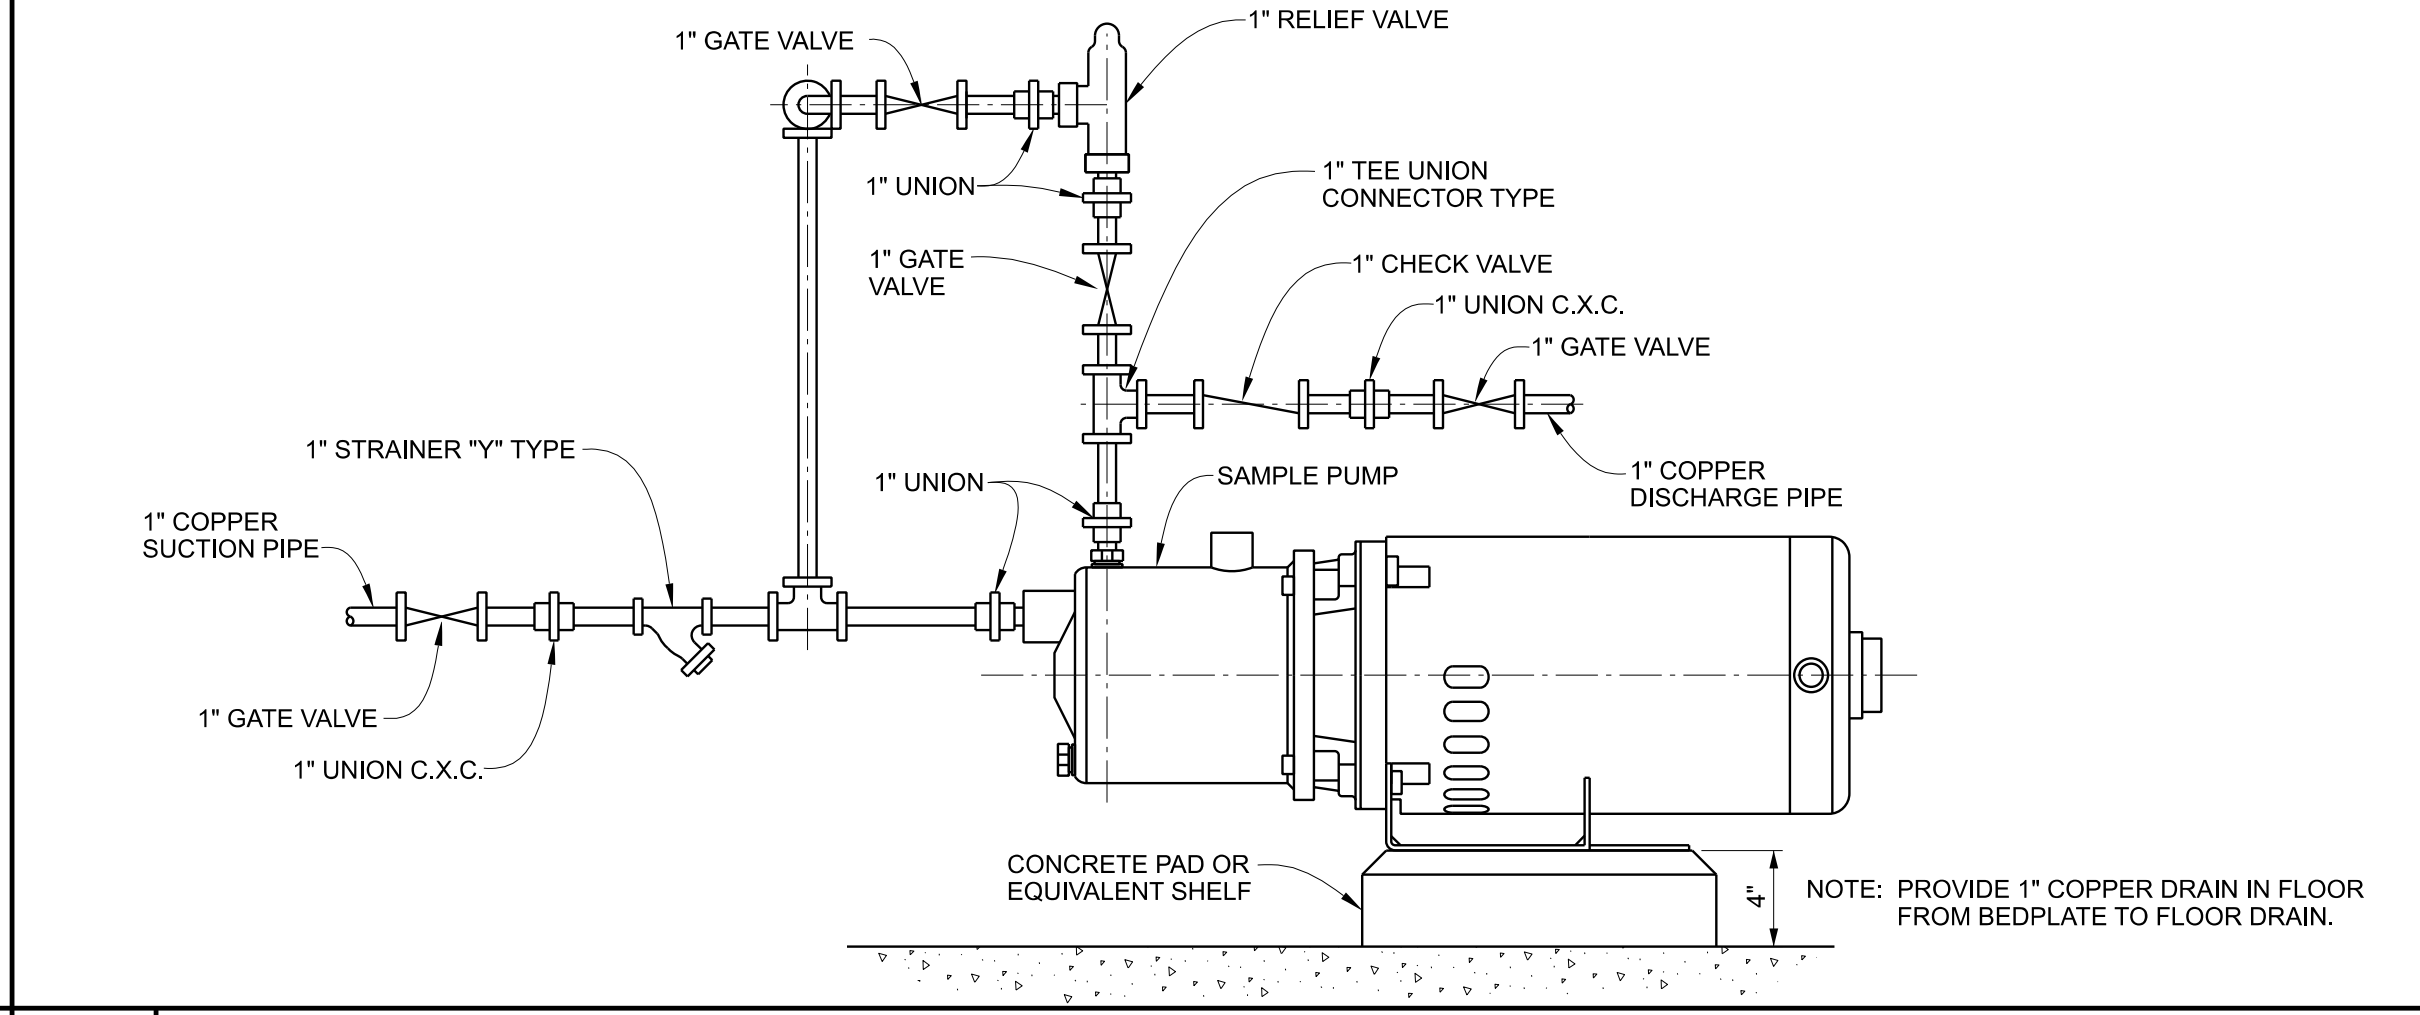 1" RELIEF VALVE
1" GATE VALVE
1" UNION
1" TEE UNION
CONNECTOR TYPE
1" GATE
VALVE
1" CHECK VALVE
1" UNION C.X.C.
1" GATE VALVE
1" STRAINER "Y" TYPE
1" UNION
SAMPLE PUMP
1" COPPER
DISCHARGE PIPE
1" COPPER
SUCTION PIPE
1" GATE VALVE
1" UNION C.X.C.
CONCRETE PAD OR
EQUIVALENT SHELF
4"
NOTE: PROVIDE 1" COPPER DRAIN IN FLOOR
FROM BEDPLATE TO FLOOR DRAIN.